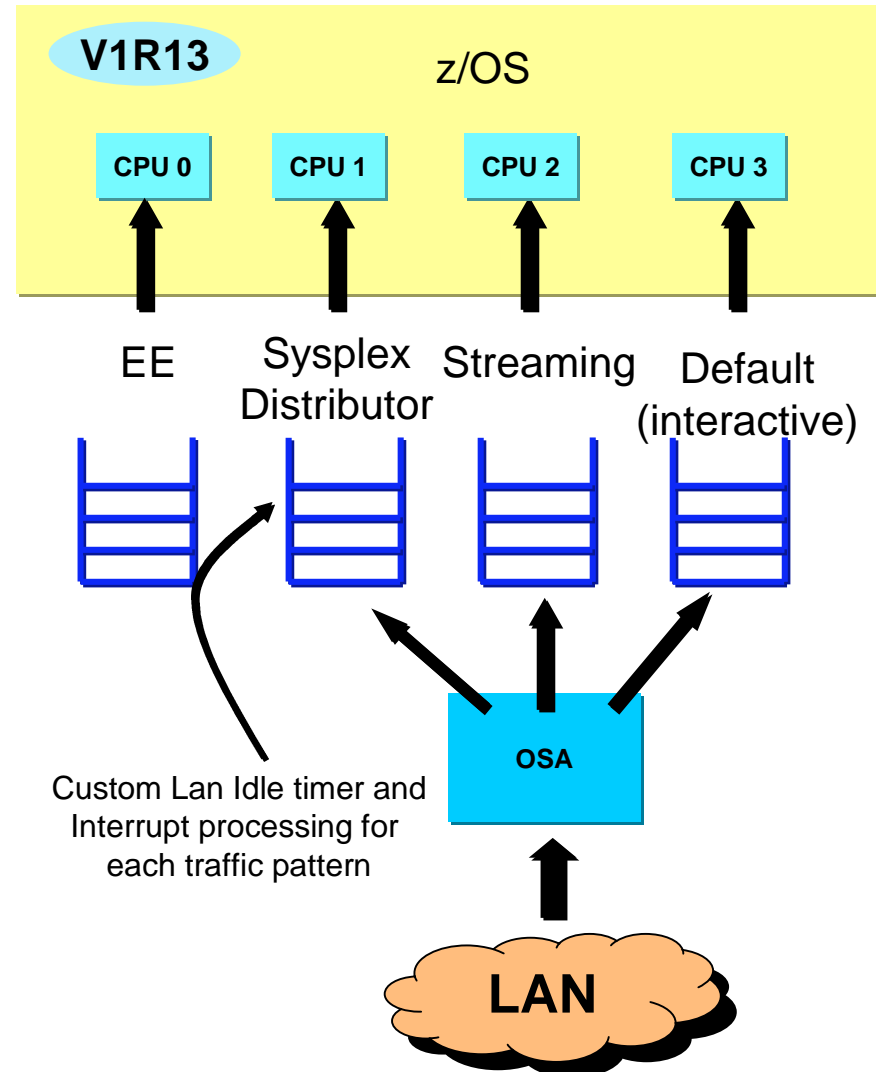 V1R13
z/OS
CPU 0
CPU 1
CPU 2
CPU 3
EE
Sysplex
Distributor
Streaming
Default
(interactive)
OSA
Custom Lan Idle timer and
Interrupt processing for
each traffic pattern
LAN